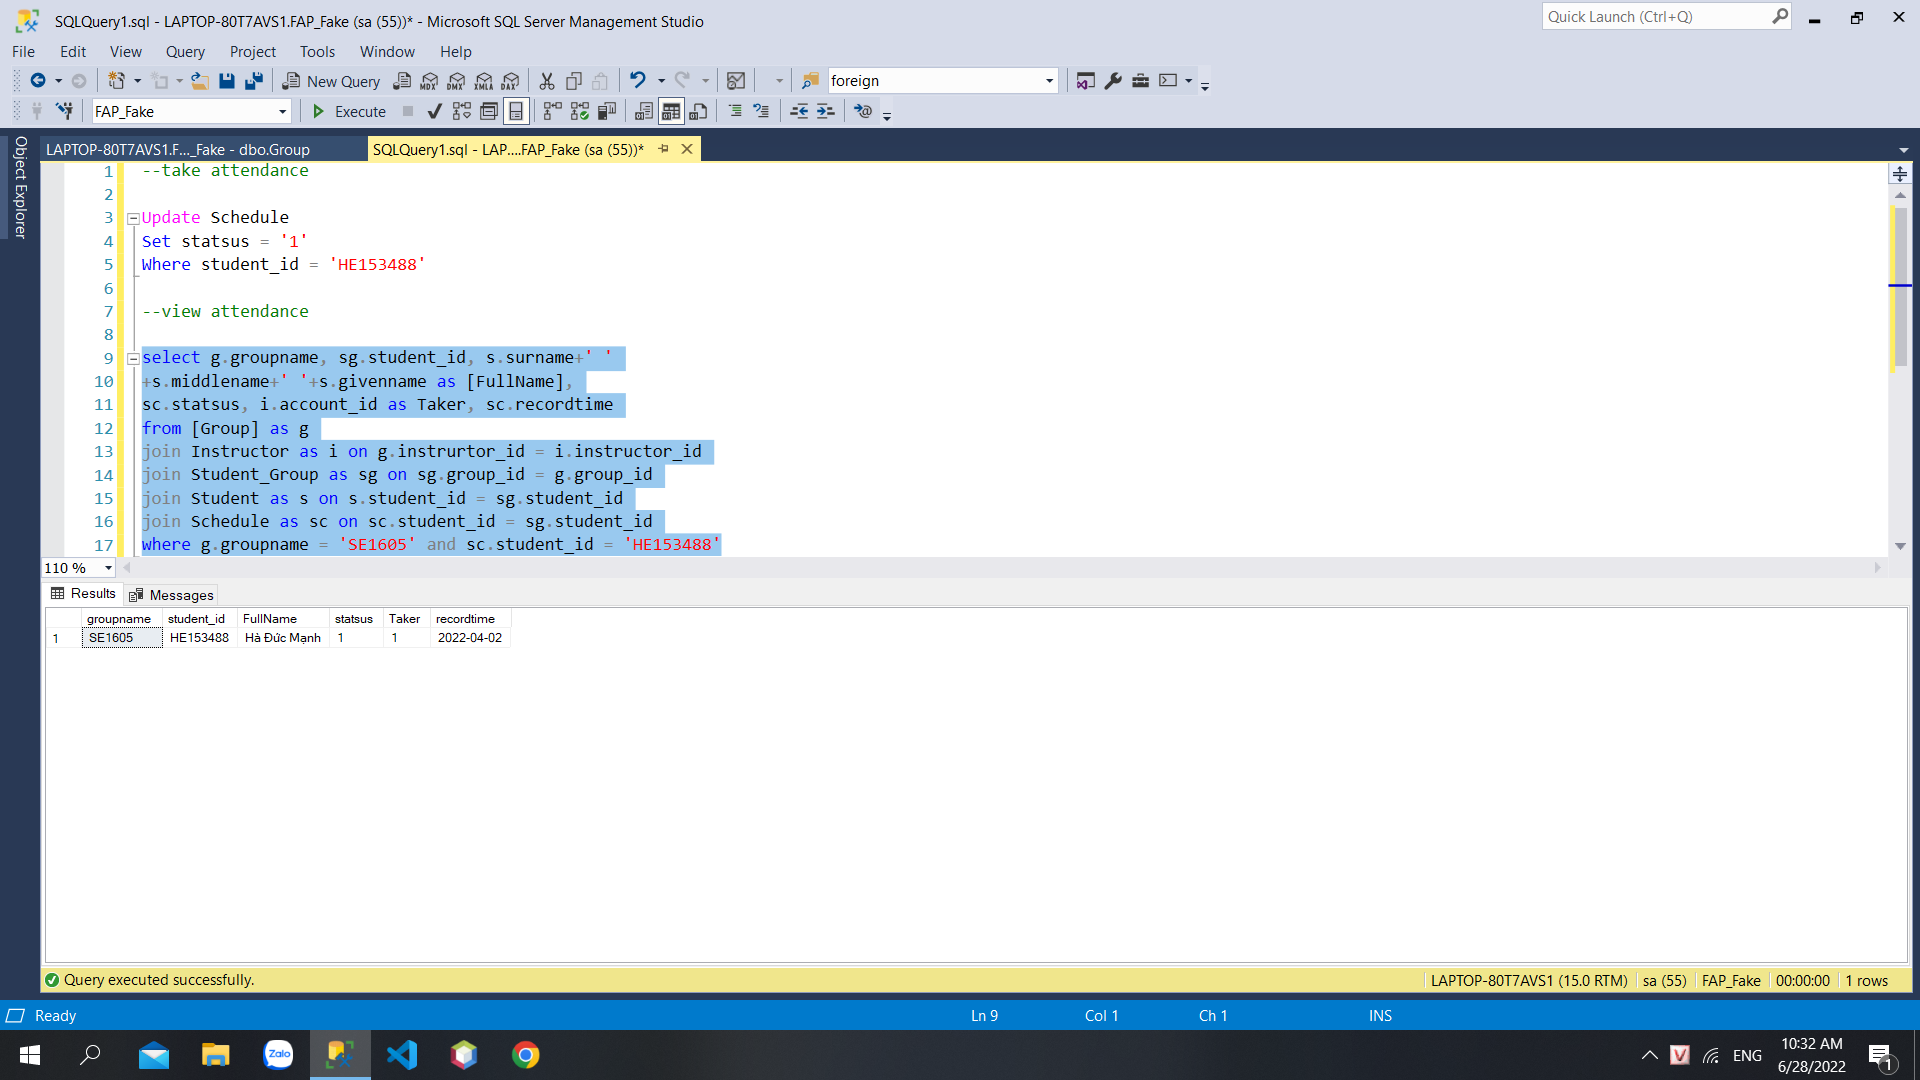 SQLQuery1.sql - LAPTOP-80T7AVS1.FAP_Fake (sa (55))* - Microsoft SQL Server Management Studio
Quick Launch (Ctrl+Q)
File Edit View Query Project Tools Window Help
New Query
MDX DMX XMLA DAX
foreign
FAP_Fake
Execute
Object Explorer
LAPTOP-80T7AVS1.F..._Fake - dbo.Group
SQLQuery1.sql - LAP....FAP_Fake (sa (55))*
1 --take attendance
2
3 Update Schedule
4 Set statsus = '1'
5 Where student_id = 'HE153488'
6
7 --view attendance
8
9 select g.groupname, sg.student_id, s.surname+' '
10 +s.middlename+' '+s.givenname as [FullName],
11 sc.statsus, i.account_id as Taker, sc.recordtime
12 from [Group] as g
13 join Instructor as i on g.instrurtor_id = i.instructor_id
14 join Student_Group as sg on sg.group_id = g.group_id
15 join Student as s on s.student_id = sg.student_id
16 join Schedule as sc on sc.student_id = sg.student_id
17 where g.groupname = 'SE1605' and sc.student_id = 'HE153488'
110 %
Results Messages
groupname student_id FullName statsus Taker recordtime
1 SE1605 HE153488 Hà Đức Mạnh 1 1 2022-04-02
Query executed successfully.
LAPTOP-80T7AVS1 (15.0 RTM) sa (55) FAP_Fake 00:00:00 1 rows
Ready
Ln 9 Col 1 Ch 1 INS
Zalo
V
ENG
10:32 AM
6/28/2022
1